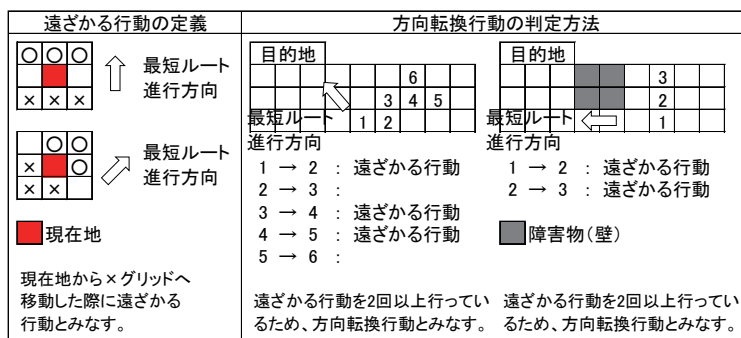 遠ざかる行動の定義
方向転換行動の判定方法
○○○
×××
最短ルート
進行方向
○○
×○
××
最短ルート
進行方向
現在地
現在地から×グリッドへ
移動した際に遠ざかる
行動とみなす。
目的地
6
3 4 5
1 2
最短ルート
進行方向
1 → 2 : 遠ざかる行動
2 → 3 :
3 → 4 : 遠ざかる行動
4 → 5 : 遠ざかる行動
5 → 6 :
遠ざかる行動を2回以上行ってい
るため、方向転換行動とみなす。
目的地
3
2
1
最短ルート
進行方向
1 → 2 : 遠ざかる行動
2 → 3 : 遠ざかる行動
障害物(壁)
遠ざかる行動を2回以上行ってい
るため、方向転換行動とみなす。